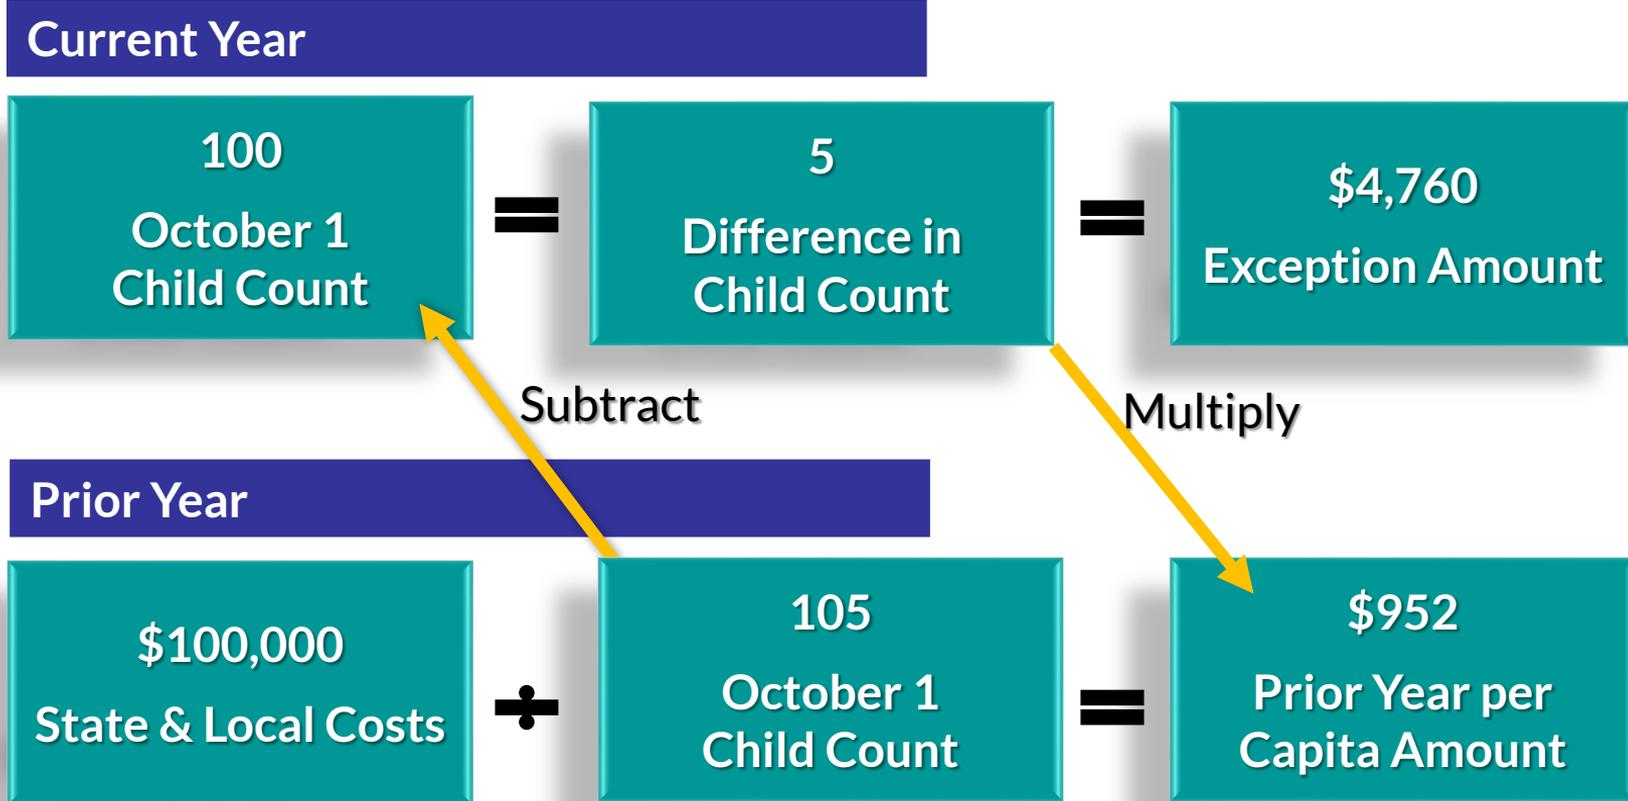 Current Year
100
October 1
Child Count
=
5
Difference in
Child Count
=
$4,760
Exception Amount
Subtract
Multiply
Prior Year
$100,000
State & Local Costs
÷
105
October 1
Child Count
=
$952
Prior Year per
Capita Amount